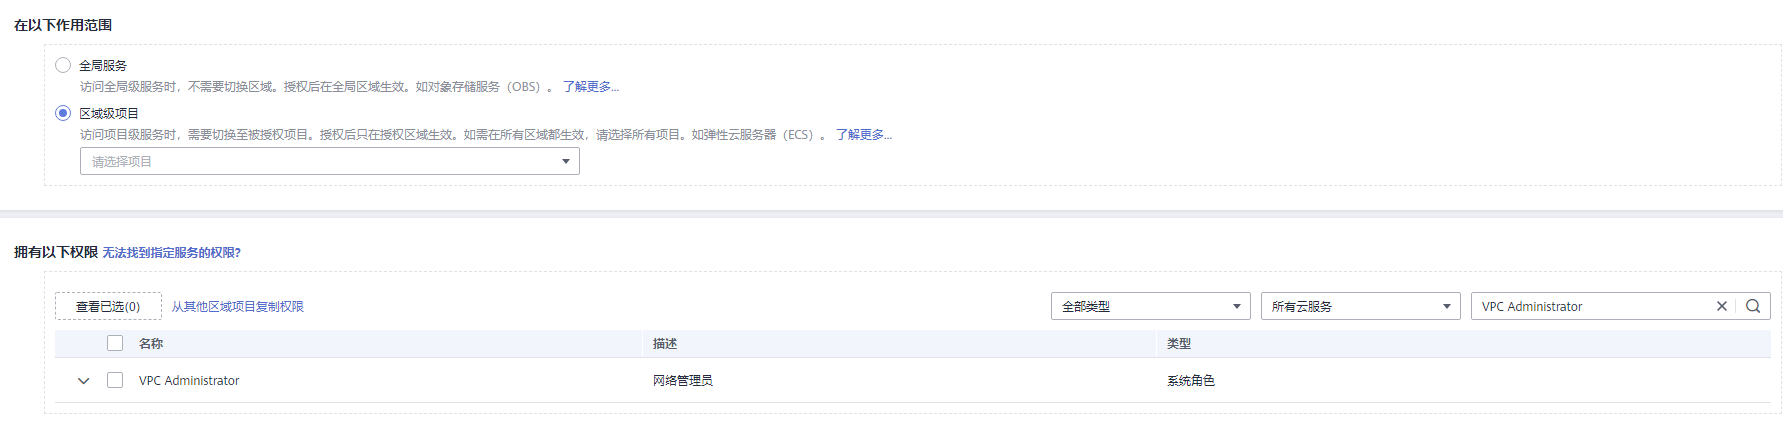 在以下作用范围
全局服务
访问全局级服务时，不需要切换区域。授权后在全局区域生效。如对象存储服务（OBS）。 了解更多...
区域级项目
访问项目级服务时，需要切换至被授权项目。授权后只在授权区域生效。如需在所有区域都生效，请选择所有项目。如弹性云服务器（ECS）。 了解更多...
请选择项目
拥有以下权限 无法找到指定服务的权限?
查看已选(0) 从其他区域项目复制权限 全部类型 所有云服务 VPC Administrator
名称 描述 类型
VPC Administrator 网络管理员 系统角色